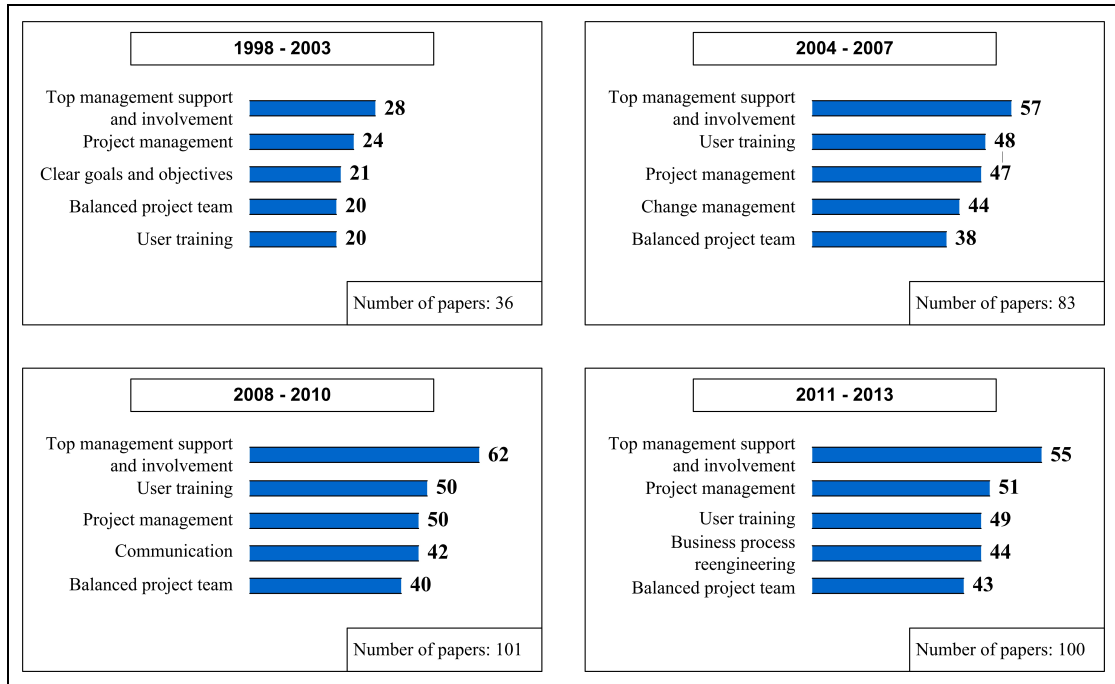 1998 - 2003
Top management support
and involvement
28
Project management
24
Clear goals and objectives
21
Balanced project team
20
User training
20
Number of papers: 36
2004 - 2007
Top management support
and involvement
57
User training
48
Project management
47
Change management
44
Balanced project team
38
Number of papers: 83
2008 - 2010
Top management support
and involvement
62
User training
50
Project management
50
Communication
42
Balanced project team
40
Number of papers: 101
2011 - 2013
Top management support
and involvement
55
Project management
51
User training
49
Business process
reengineering
44
Balanced project team
43
Number of papers: 100